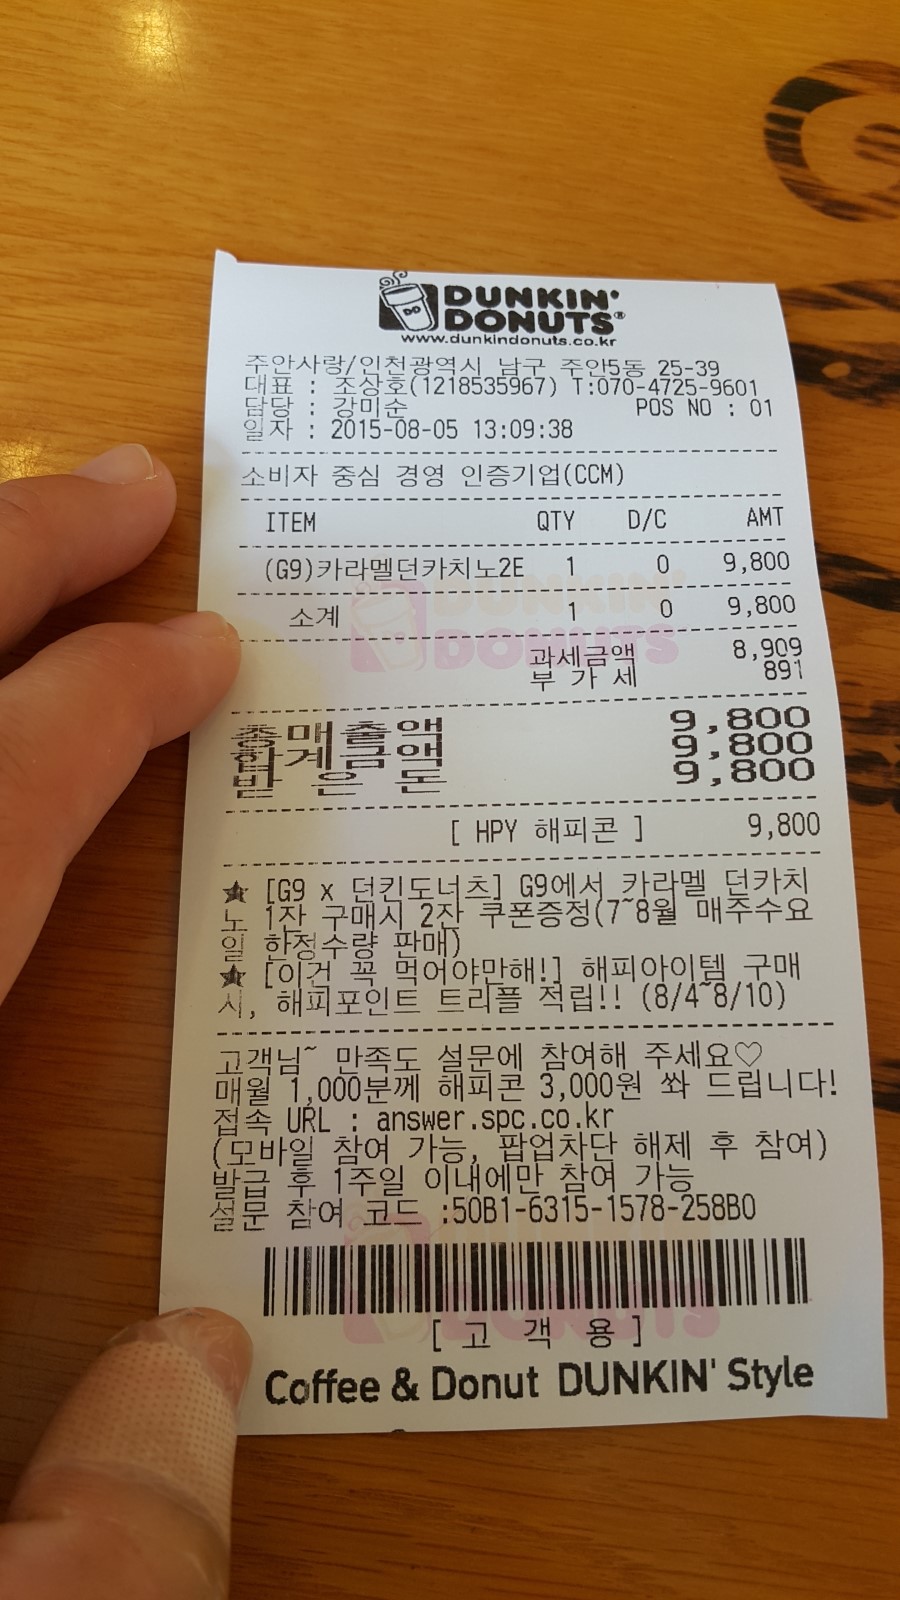 DUNKIN'
DONUTS®
www.dunkindonuts.co.kr
주안사랑/인천광역시 남구 주안5동 25-39
대표 : 조상호(1218535967) T:070-4725-9601
담당 : 강미순 POS NO : 01
일자 : 2015-08-05 13:09:38
소비자 중심 경영 인증기업(CCM)
ITEM QTY D/C AMT
(G9)카라멜던카치노2E 1 0 9,800
소계 1 0 9,800
과세금액 8,909
부 가 세 891
총매출액 9,800
합계금액 9,800
받 은 돈 9,800
[ HPY 해피콘 ] 9,800
★ [G9 x 던킨도너츠] G9에서 카라멜 던카치
노 1잔 구매시 2잔 쿠폰증정(7~8월 매주수요
일 한정수량 판매)
★ [이건 꼭 먹어야만해!] 해피아이템 구매
시, 해피포인트 트리플 적립!! (8/4~8/10)
고객님~ 만족도 설문에 참여해 주세요♡
매월 1,000분께 해피콘 3,000원 쏴 드립니다!
접속 URL : answer.spc.co.kr
(모바일 참여 가능, 팝업차단 해제 후 참여)
발급 후 1주일 이내에만 참여 가능
설문 참여 코드 :50B1-6315-1578-258B0
[ 고 객 용 ]
Coffee & Donut DUNKIN' Style